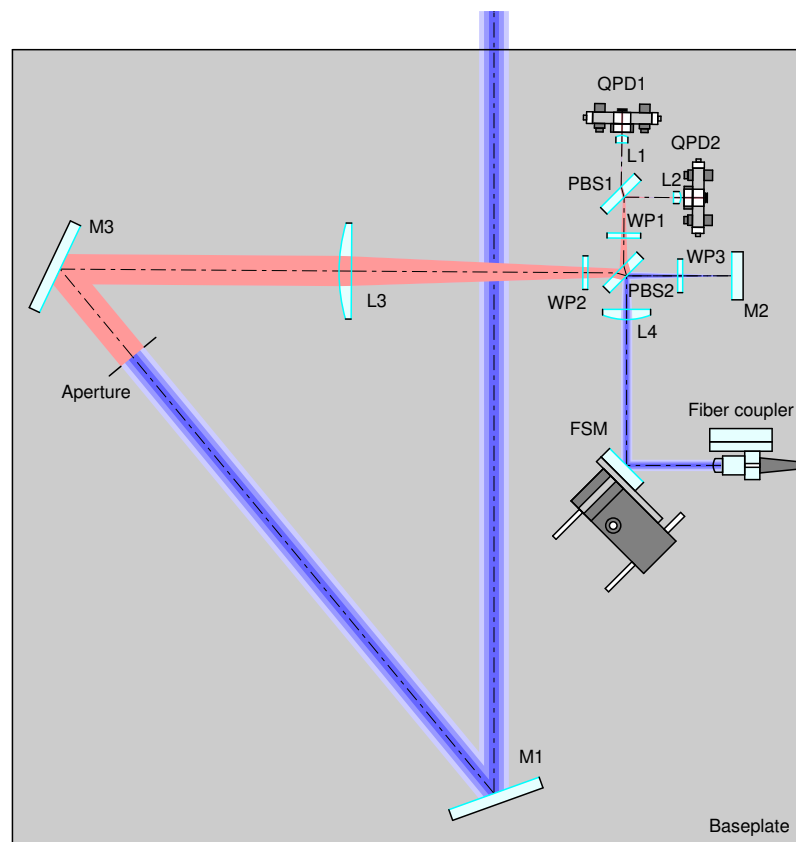 QPD1
QPD2
L1
PBS1
L2
M3
WP1
WP3
L3
WP2
PBS2
M2
L4
Aperture
Fiber coupler
FSM
M1
Baseplate